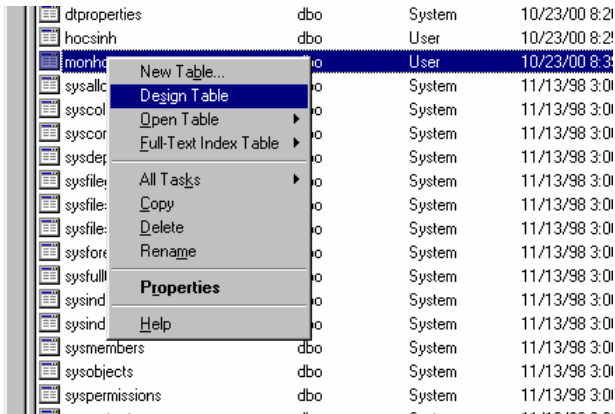 dtproperties dbo System 10/23/00 8:2
hocsinh dbo User 10/23/00 8:2
monho User 10/23/00 8:3
sysallo System 11/13/98 3:0
syscol System 11/13/98 3:0
syscor System 11/13/98 3:0
sysdep System 11/13/98 3:0
sysfile System 11/13/98 3:0
sysfile System 11/13/98 3:0
sysfile System 11/13/98 3:0
sysfore System 11/13/98 3:0
sysfull System 11/13/98 3:0
sysind System 11/13/98 3:0
sysind System 11/13/98 3:0
sysmembers dbo System 11/13/98 3:0
sysobjects dbo System 11/13/98 3:0
syspermissions dbo System 11/13/98 3:0
New Table...
Design Table
Open Table
Full-Text Index Table
All Tasks
Copy
Delete
Rename
Properties
Help